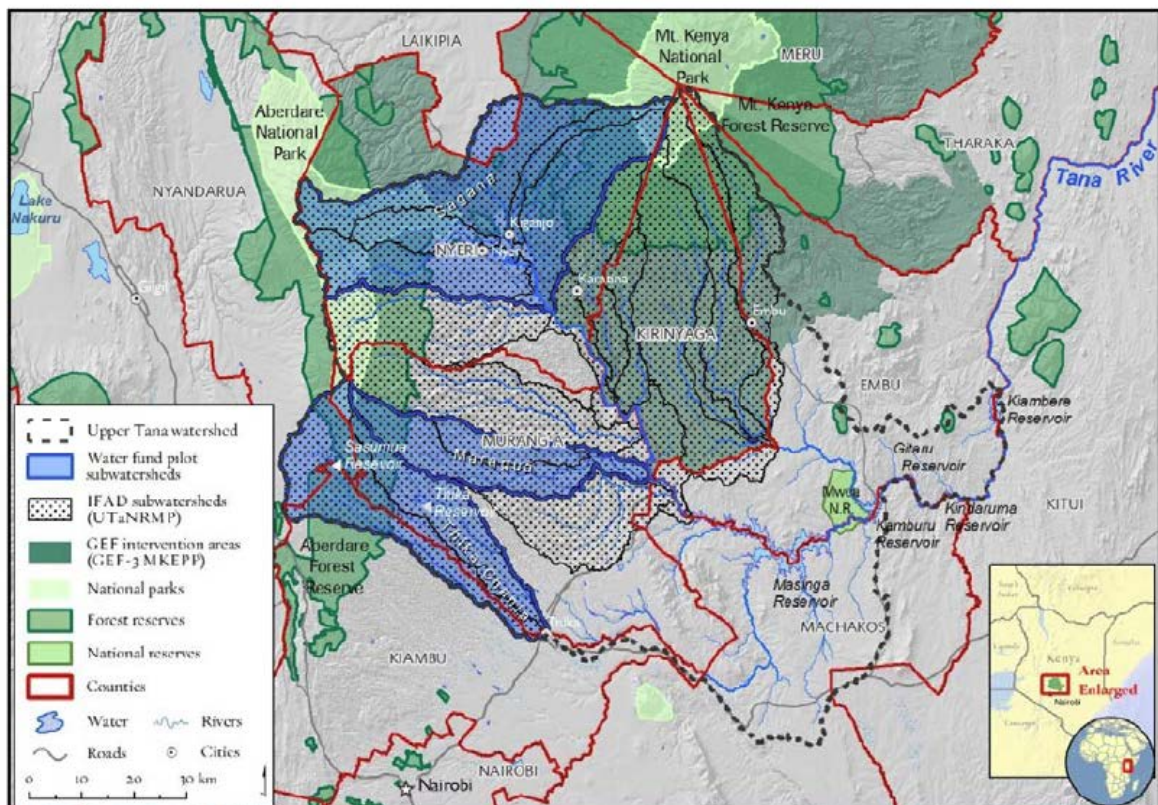 LAIKIPIA
Mt. Kenya
National
Park
MERU
Aberdare
National
Park
Mt. Kenya
Forest Reserve
THARAKA
NYANDARUA
Tana River
Lake
Nakuru
Sagana
Kiganjo
NYERI
Gilgil
Karatina
Embu
KIRINYAGA
EMBU
Kiambere
Reservoir
MURANG A
Maragua
Gitaru
Reservoir
Sasumua
Resevoir
Thika
Reservoir
Mwea
N.R.
KITUI
Kamburu
Reservoir
Kindaruma
Reservoir
Aberdare
Forest
Reserve
Masinga
Reservoir
Thika
MACHAKOS
KIAMBU
NAIROBI
Nairobi
Upper Tana watershed
Water fund pilot
subwatersheds
IFAD subwatersheds
(UTaNRMP)
GEF intervention areas
(GEF-3 MKEPP)
National parks
Forest reserves
National reserves
Counties
Water
Rivers
Roads
Cities
0 10 20 30 km
Kenya
Area
Enlarged
Nairobi